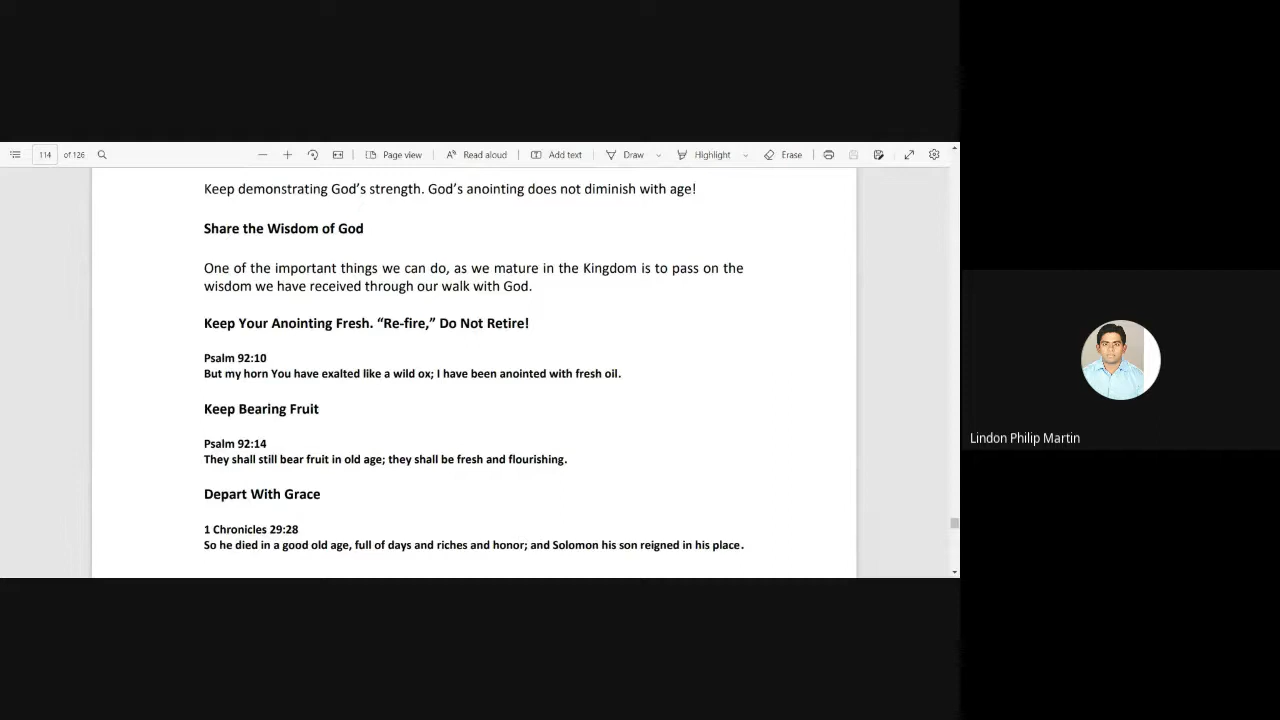 114 of 126 Page view Read aloud Add text Draw Highlight Erase
Keep demonstrating God’s strength. God’s anointing does not diminish with age!
Share the Wisdom of God
One of the important things we can do, as we mature in the Kingdom is to pass on the
wisdom we have received through our walk with God.
Keep Your Anointing Fresh. “Re-fire,” Do Not Retire!
Psalm 92:10
But my horn You have exalted like a wild ox; I have been anointed with fresh oil.
Keep Bearing Fruit
Psalm 92:14
They shall still bear fruit in old age; they shall be fresh and flourishing.
Depart With Grace
1 Chronicles 29:28
So he died in a good old age, full of days and riches and honor; and Solomon his son reigned in his place.
Lindon Philip Martin